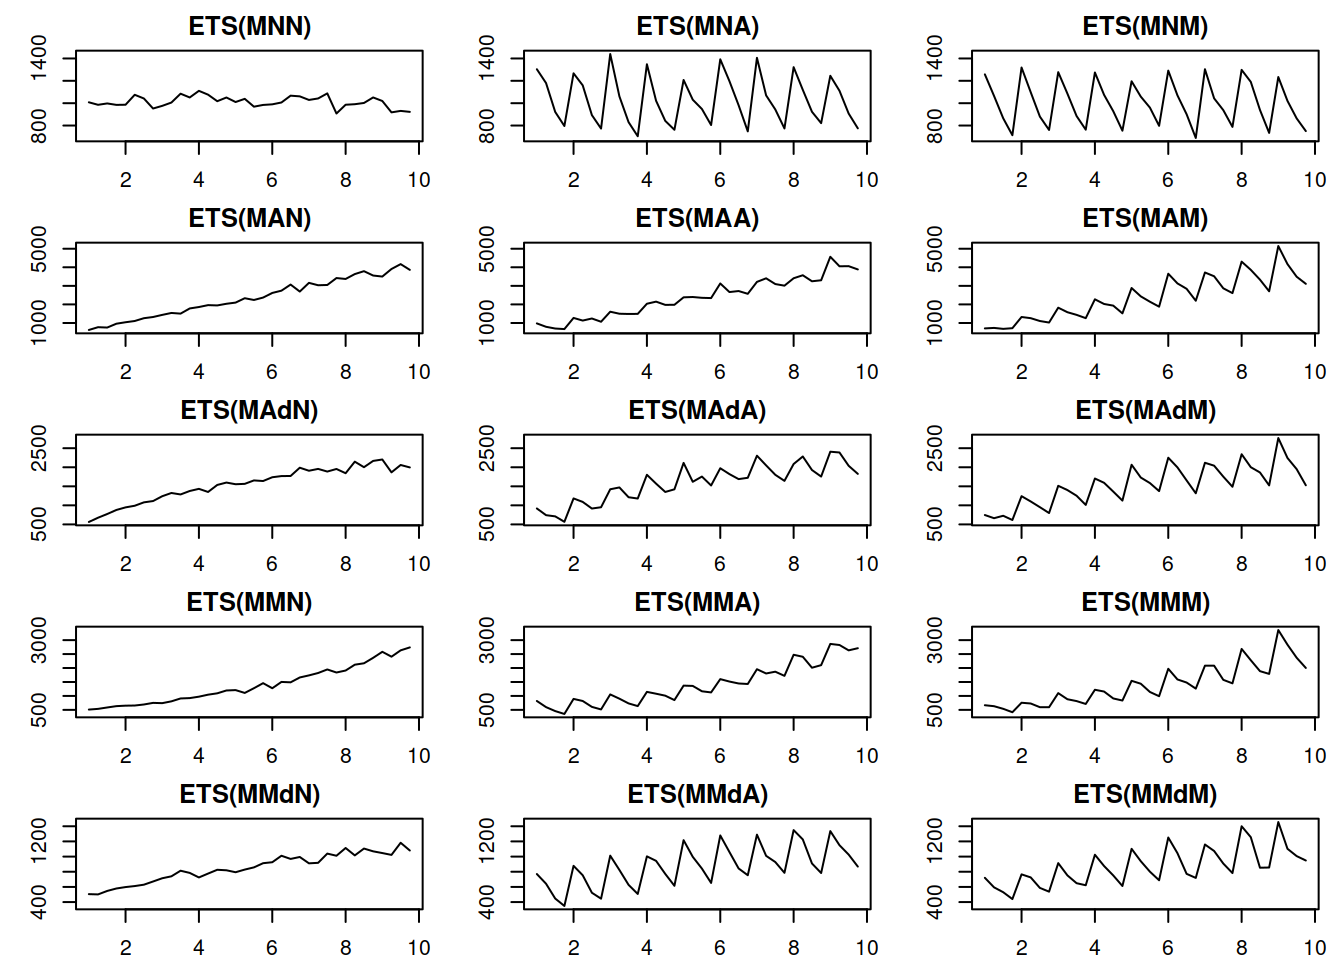 ETS(MNN) ETS(MNA) ETS(MNM)
1400 1400 1400
800 800 800
2 4 6 8 10 2 4 6 8 10 2 4 6 8 10
ETS(MAN) ETS(MAA) ETS(MAM)
5000 5000 5000
1000 1000 1000
2 4 6 8 10 2 4 6 8 10 2 4 6 8 10
ETS(MAdN) ETS(MAdA) ETS(MAdM)
2500 2500 2500
500 500 500
2 4 6 8 10 2 4 6 8 10 2 4 6 8 10
ETS(MMN) ETS(MMA) ETS(MMM)
3000 3000 3000
500 500 500
2 4 6 8 10 2 4 6 8 10 2 4 6 8 10
ETS(MMdN) ETS(MMdA) ETS(MMdM)
1200 1200 1200
400 400 400
2 4 6 8 10 2 4 6 8 10 2 4 6 8 10